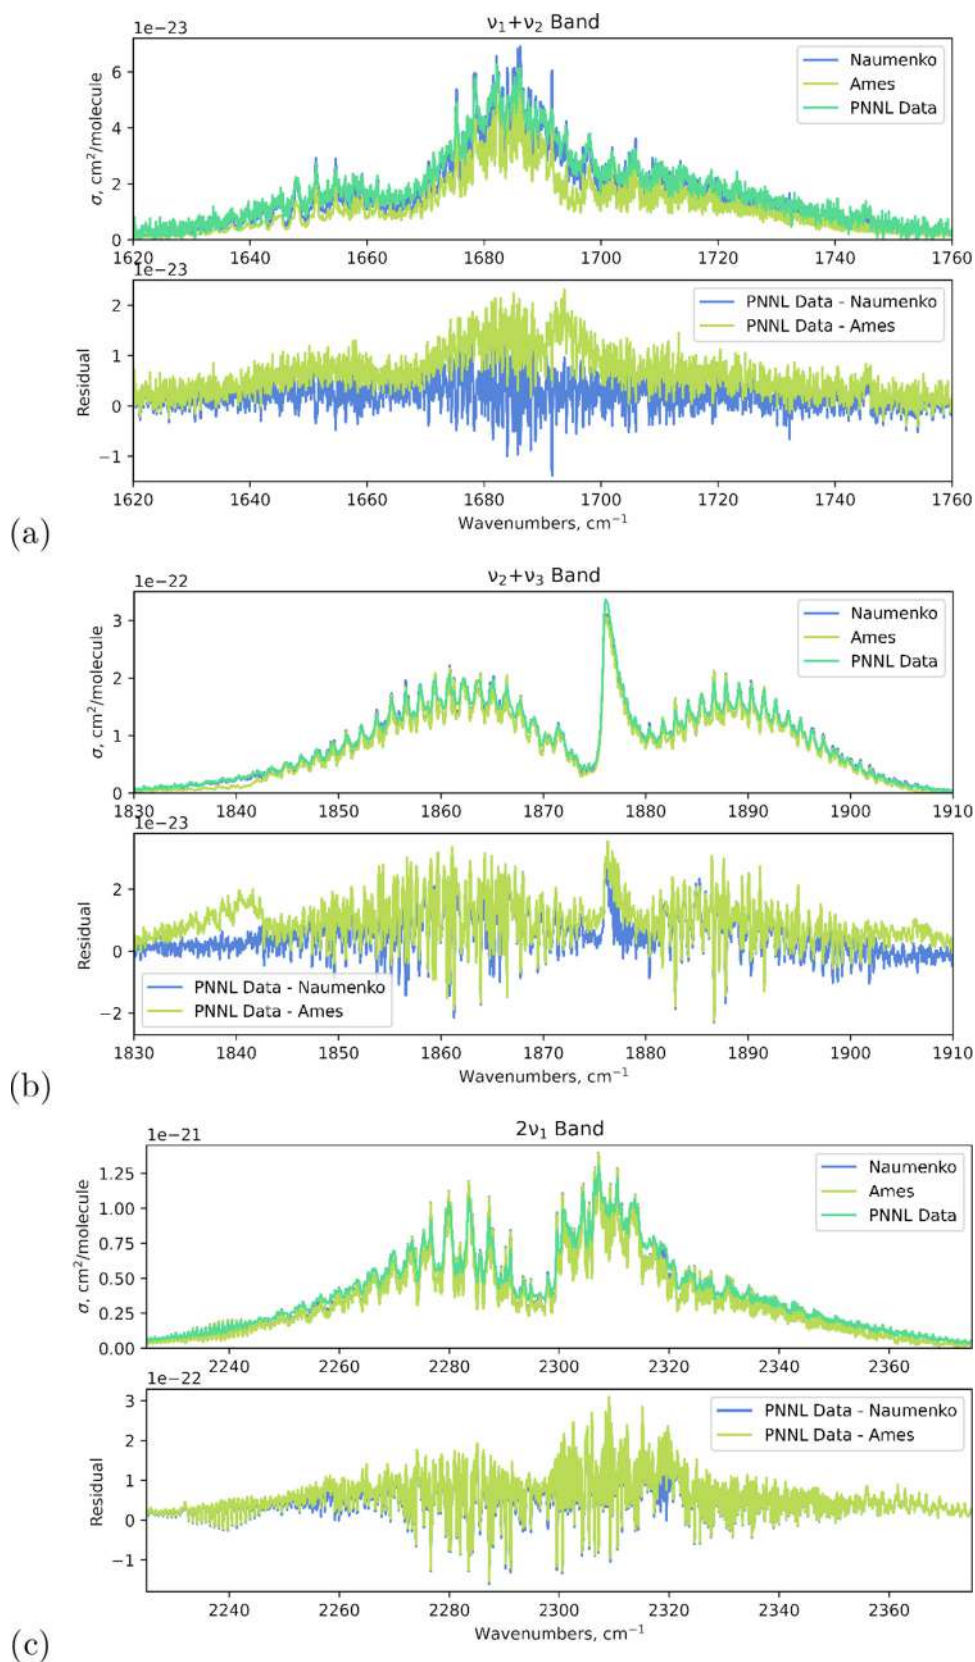 ν₁+ν₂ Band
1e−23
σ, cm²/molecule
6
4
2
0
Naumenko
Ames
PNNL Data
1620 1640 1660 1680 1700 1720 1740 1760
1e−23
Residual
2
1
0
−1
PNNL Data - Naumenko
PNNL Data - Ames
1620 1640 1660 1680 1700 1720 1740 1760
Wavenumbers, cm⁻¹
(a)
ν₂+ν₃ Band
1e−22
σ, cm²/molecule
3
2
1
0
Naumenko
Ames
PNNL Data
1830 1840 1850 1860 1870 1880 1890 1900 1910
1e−23
Residual
2
0
−2
PNNL Data - Naumenko
PNNL Data - Ames
1830 1840 1850 1860 1870 1880 1890 1900 1910
Wavenumbers, cm⁻¹
(b)
2ν₁ Band
1e−21
σ, cm²/molecule
1.25
1.00
0.75
0.50
0.25
0.00
Naumenko
Ames
PNNL Data
2240 2260 2280 2300 2320 2340 2360
1e−22
Residual
3
2
1
0
−1
PNNL Data - Naumenko
PNNL Data - Ames
2240 2260 2280 2300 2320 2340 2360
Wavenumbers, cm⁻¹
(c)